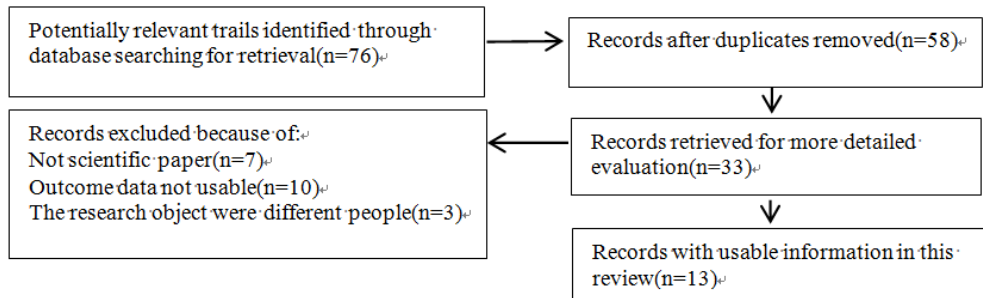 Potentially relevant trails identified through
database searching for retrieval(n=76)
Records after duplicates removed(n=58)
Records excluded because of:
Not scientific paper(n=7)
Outcome data not usable(n=10)
The research object were different people(n=3)
Records retrieved for more detailed
evaluation(n=33)
Records with usable information in this
review(n=13)